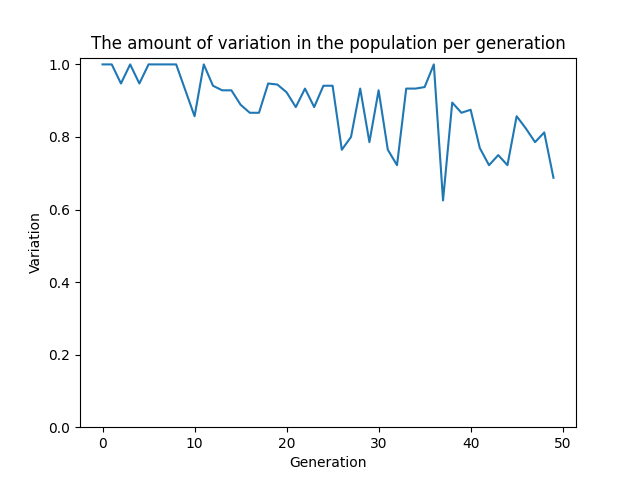 The amount of variation in the population per generation
1.0
0.8
0.6
0.4
0.2
0.0
Variation
0 10 20 30 40 50
Generation